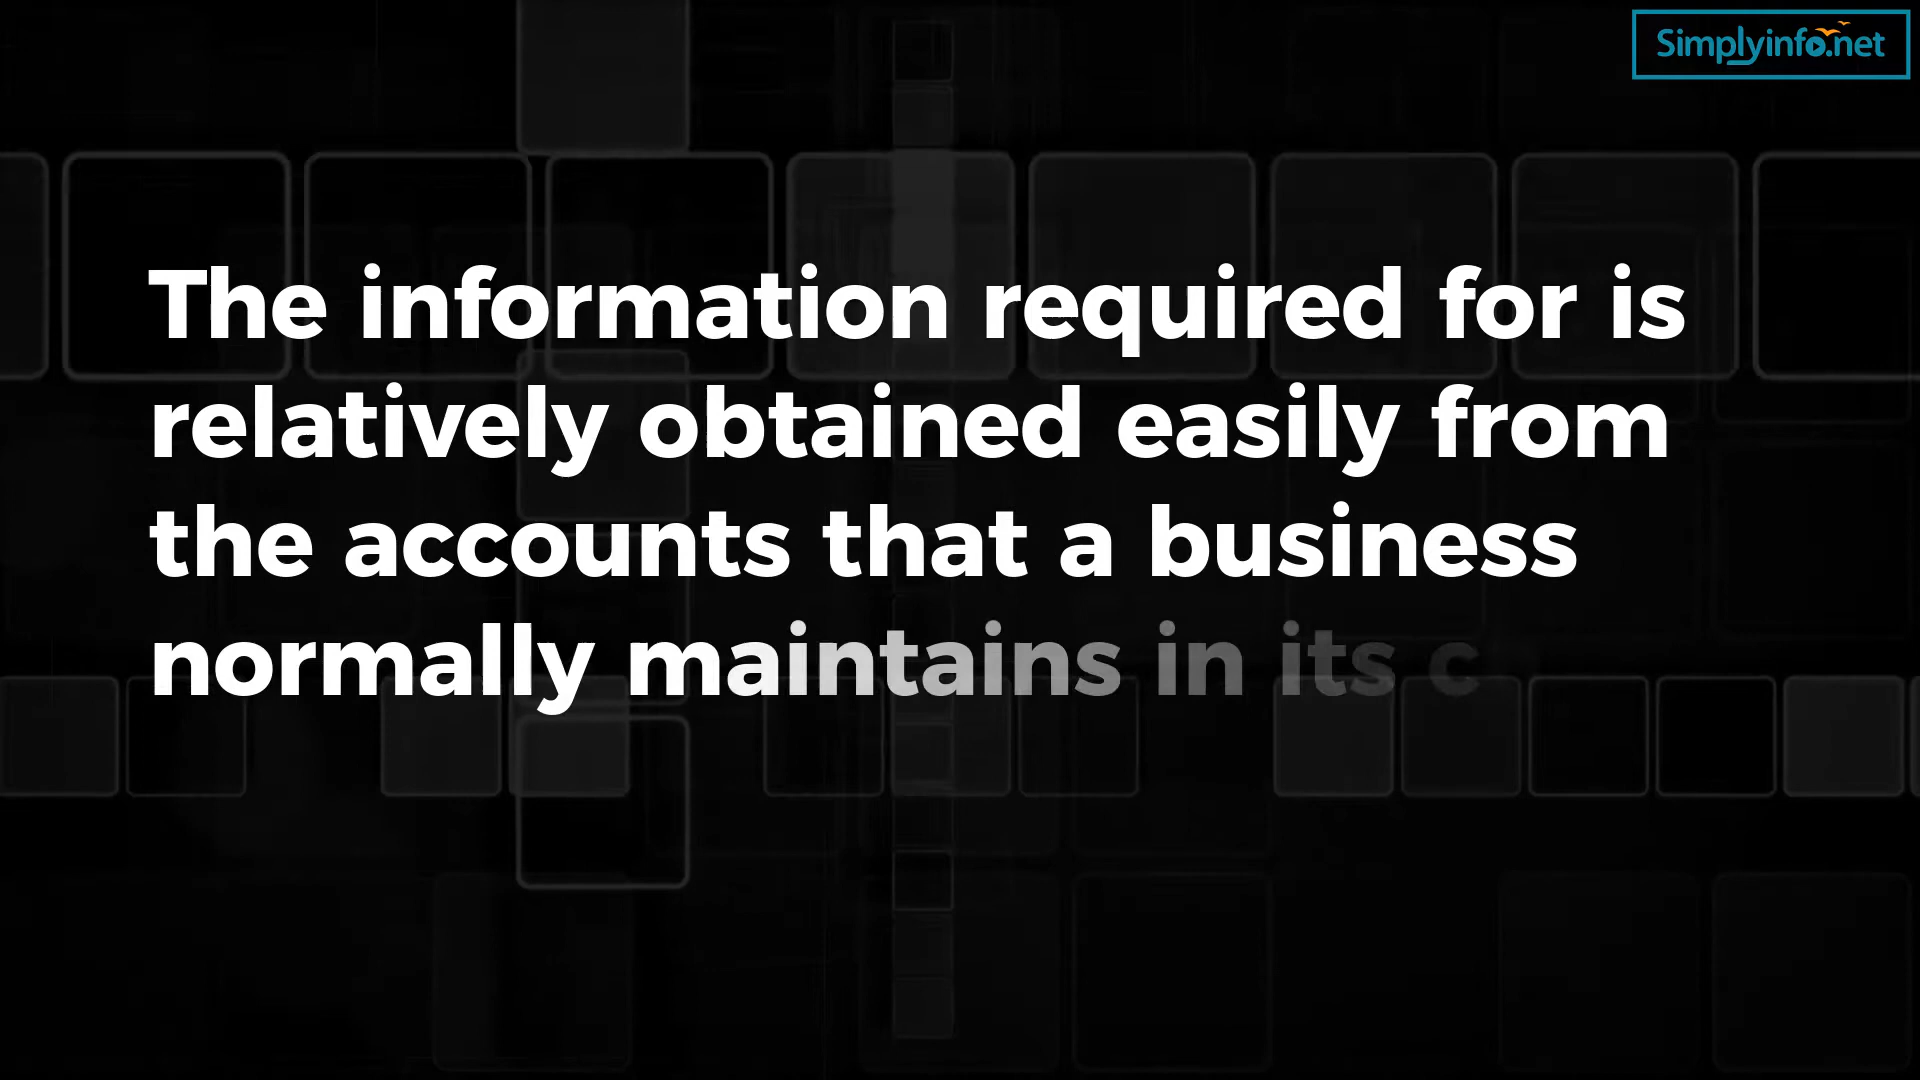 Simplyinfo.net
The information required for is
relatively obtained easily from
the accounts that a business
normally maintains in its c